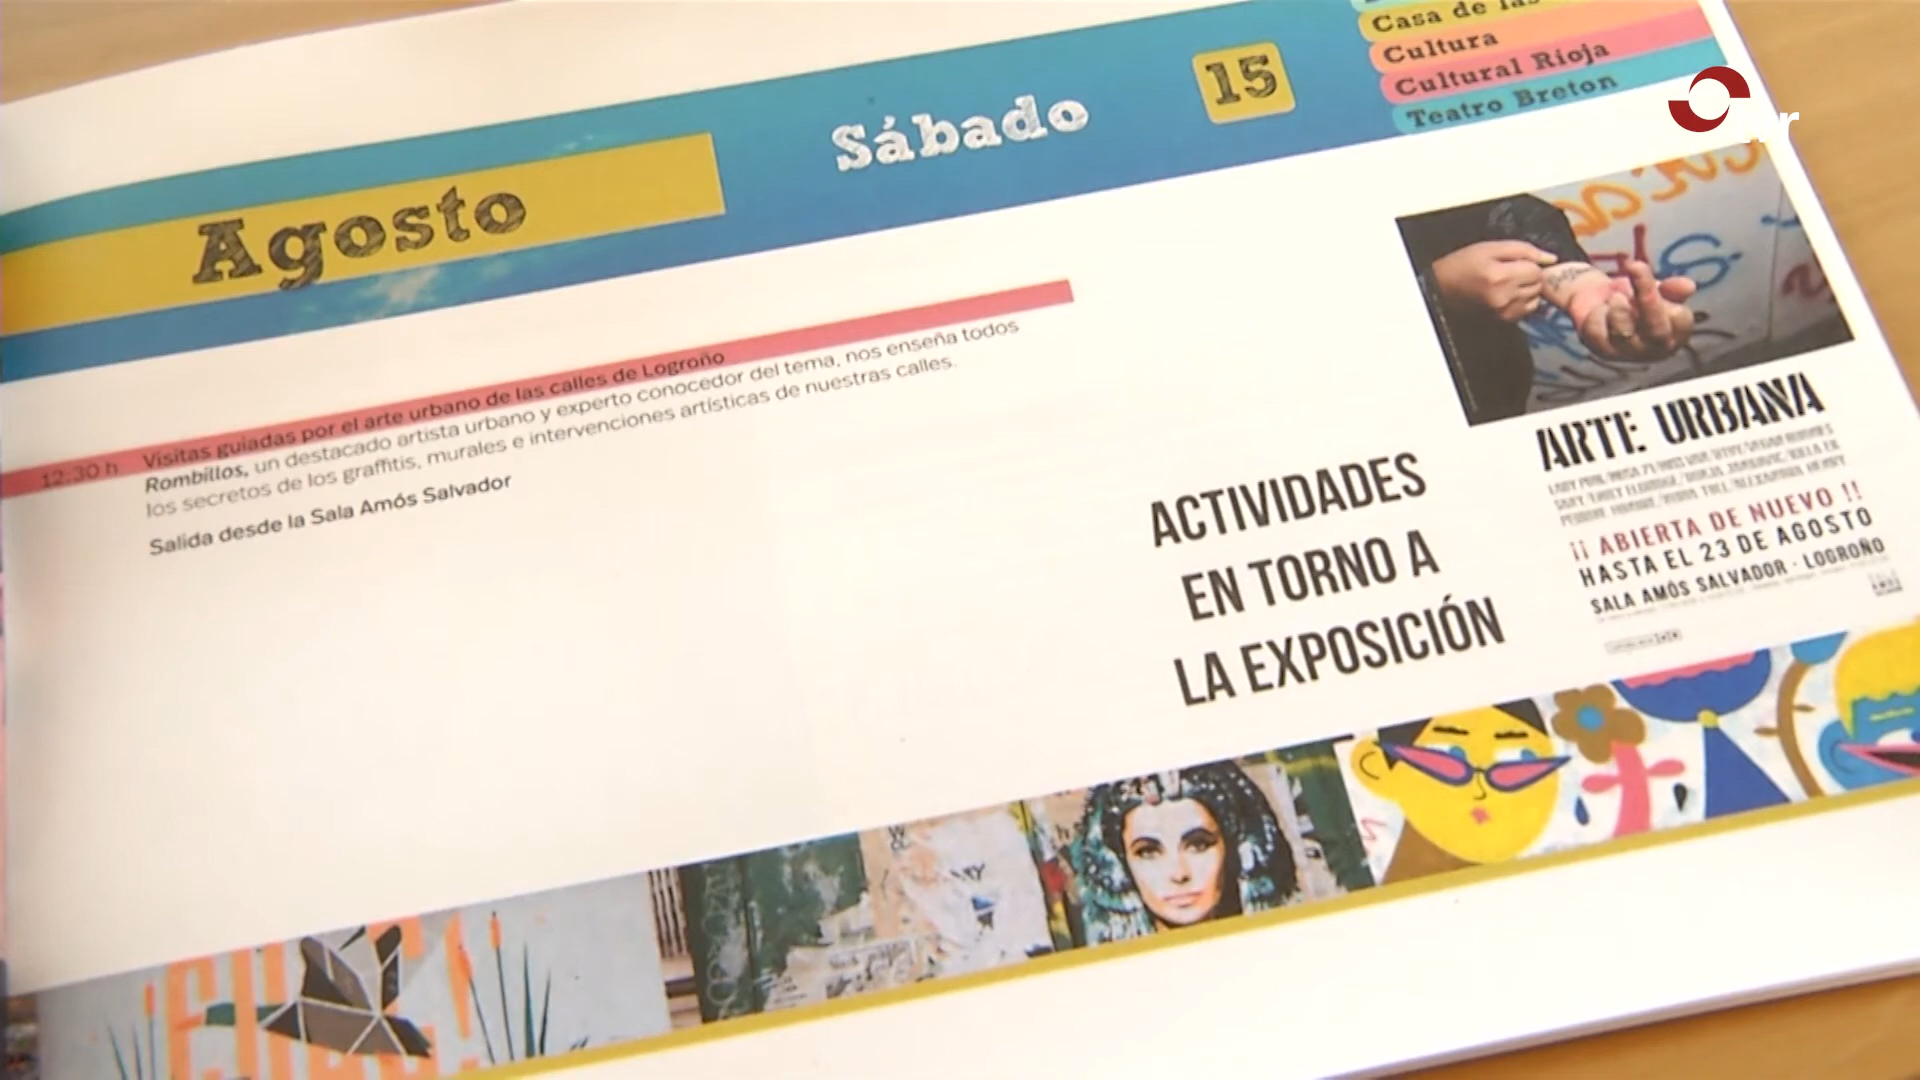 Casa de las
Cultura
Cultural Rioja
Teatro Breton
Agosto
Sábado
15
12:30 h
Visitas guiadas por el arte urbano de las calles de Logroño
Rombillos, un destacado artista urbano y experto conocedor del tema, nos enseña todos
los secretos de los graffitis, murales e intervenciones artísticas de nuestras calles.
Salida desde la Sala Amós Salvador
ACTIVIDADES
EN TORNO A
LA EXPOSICIÓN
ARTE URBANA
¡¡ ABIERTA DE NUEVO !!
HASTA EL 23 DE AGOSTO
SALA AMÓS SALVADOR · LOGROÑO